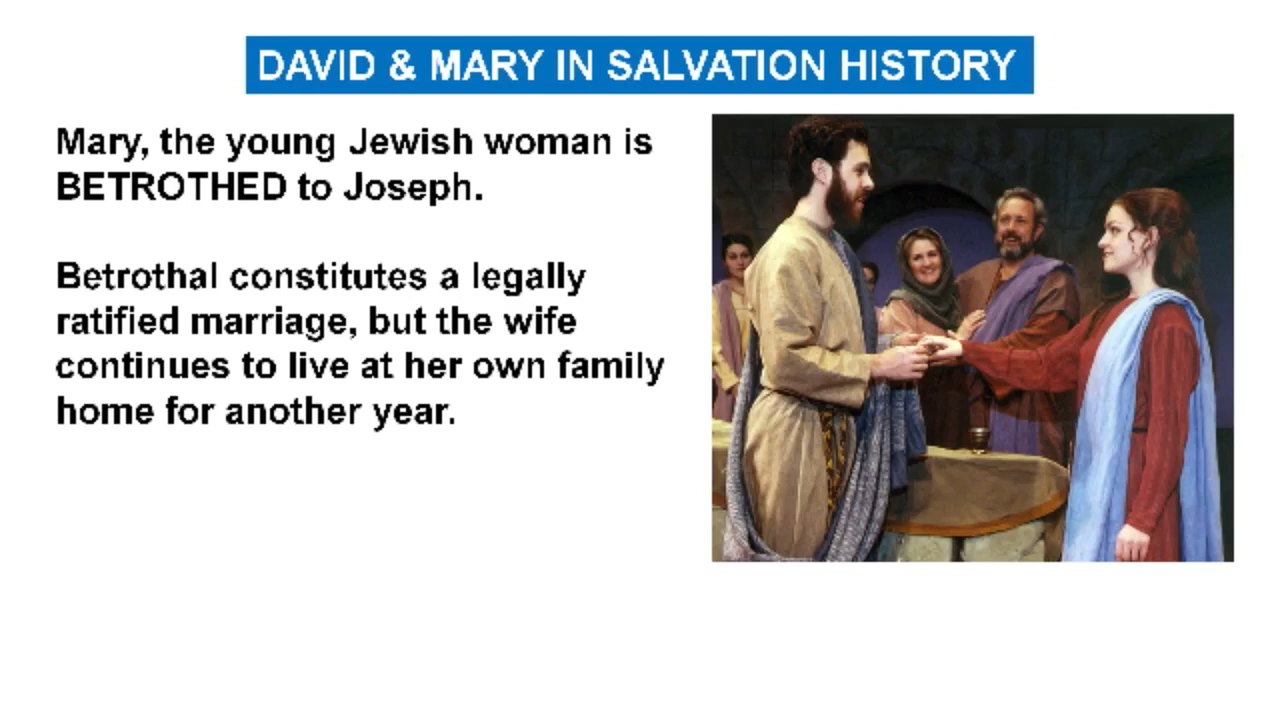 DAVID & MARY IN SALVATION HISTORY
Mary, the young Jewish woman is
BETROTHED to Joseph.
Betrothal constitutes a legally
ratified marriage, but the wife
continues to live at her own family
home for another year.